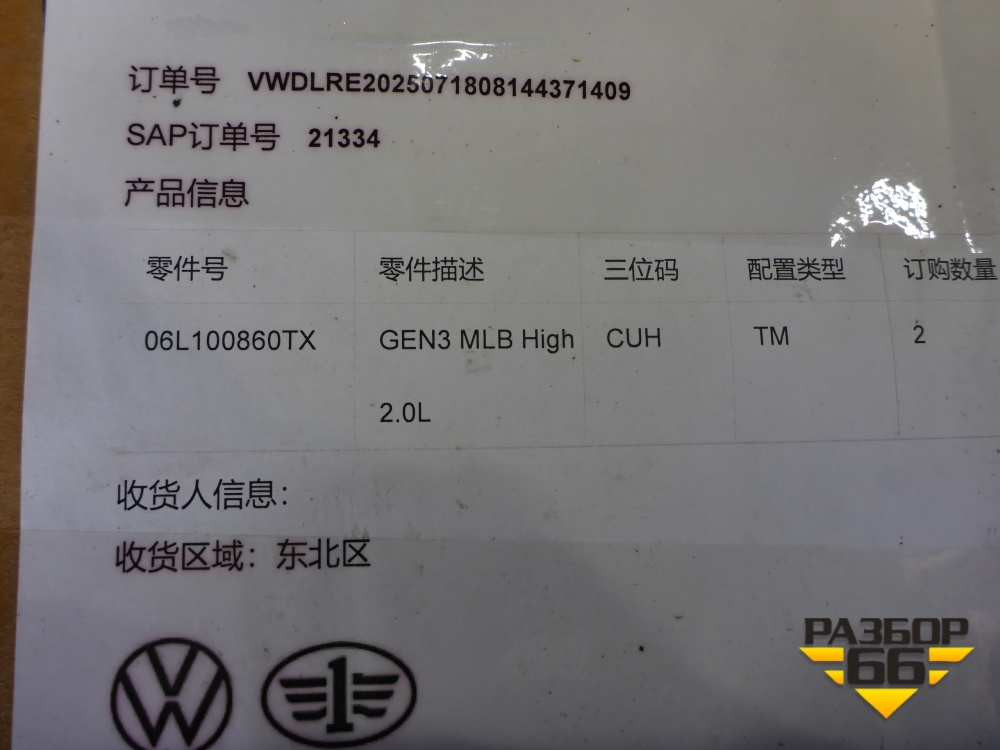 订单号 VWDLRE2025071808144371409
SAP订单号 21334
产品信息
零件号 零件描述 三位码 配置类型 订购数量
06L100860TX GEN3 MLB High CUH TM 2
2.0L
收货人信息：
收货区域：东北区
VW
1
РАЗБОР
66